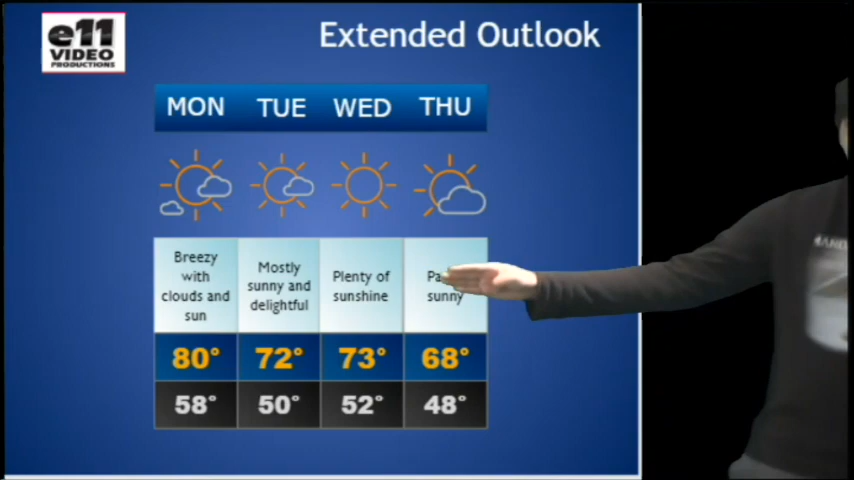 e11
VIDEO
PRODUCTIONS
Extended Outlook
MON TUE WED THU
Breezy
with
clouds and
sun
Mostly
sunny and
delightful
Plenty of
sunshine
sunny
80° 72° 73° 68°
58° 50° 52° 48°